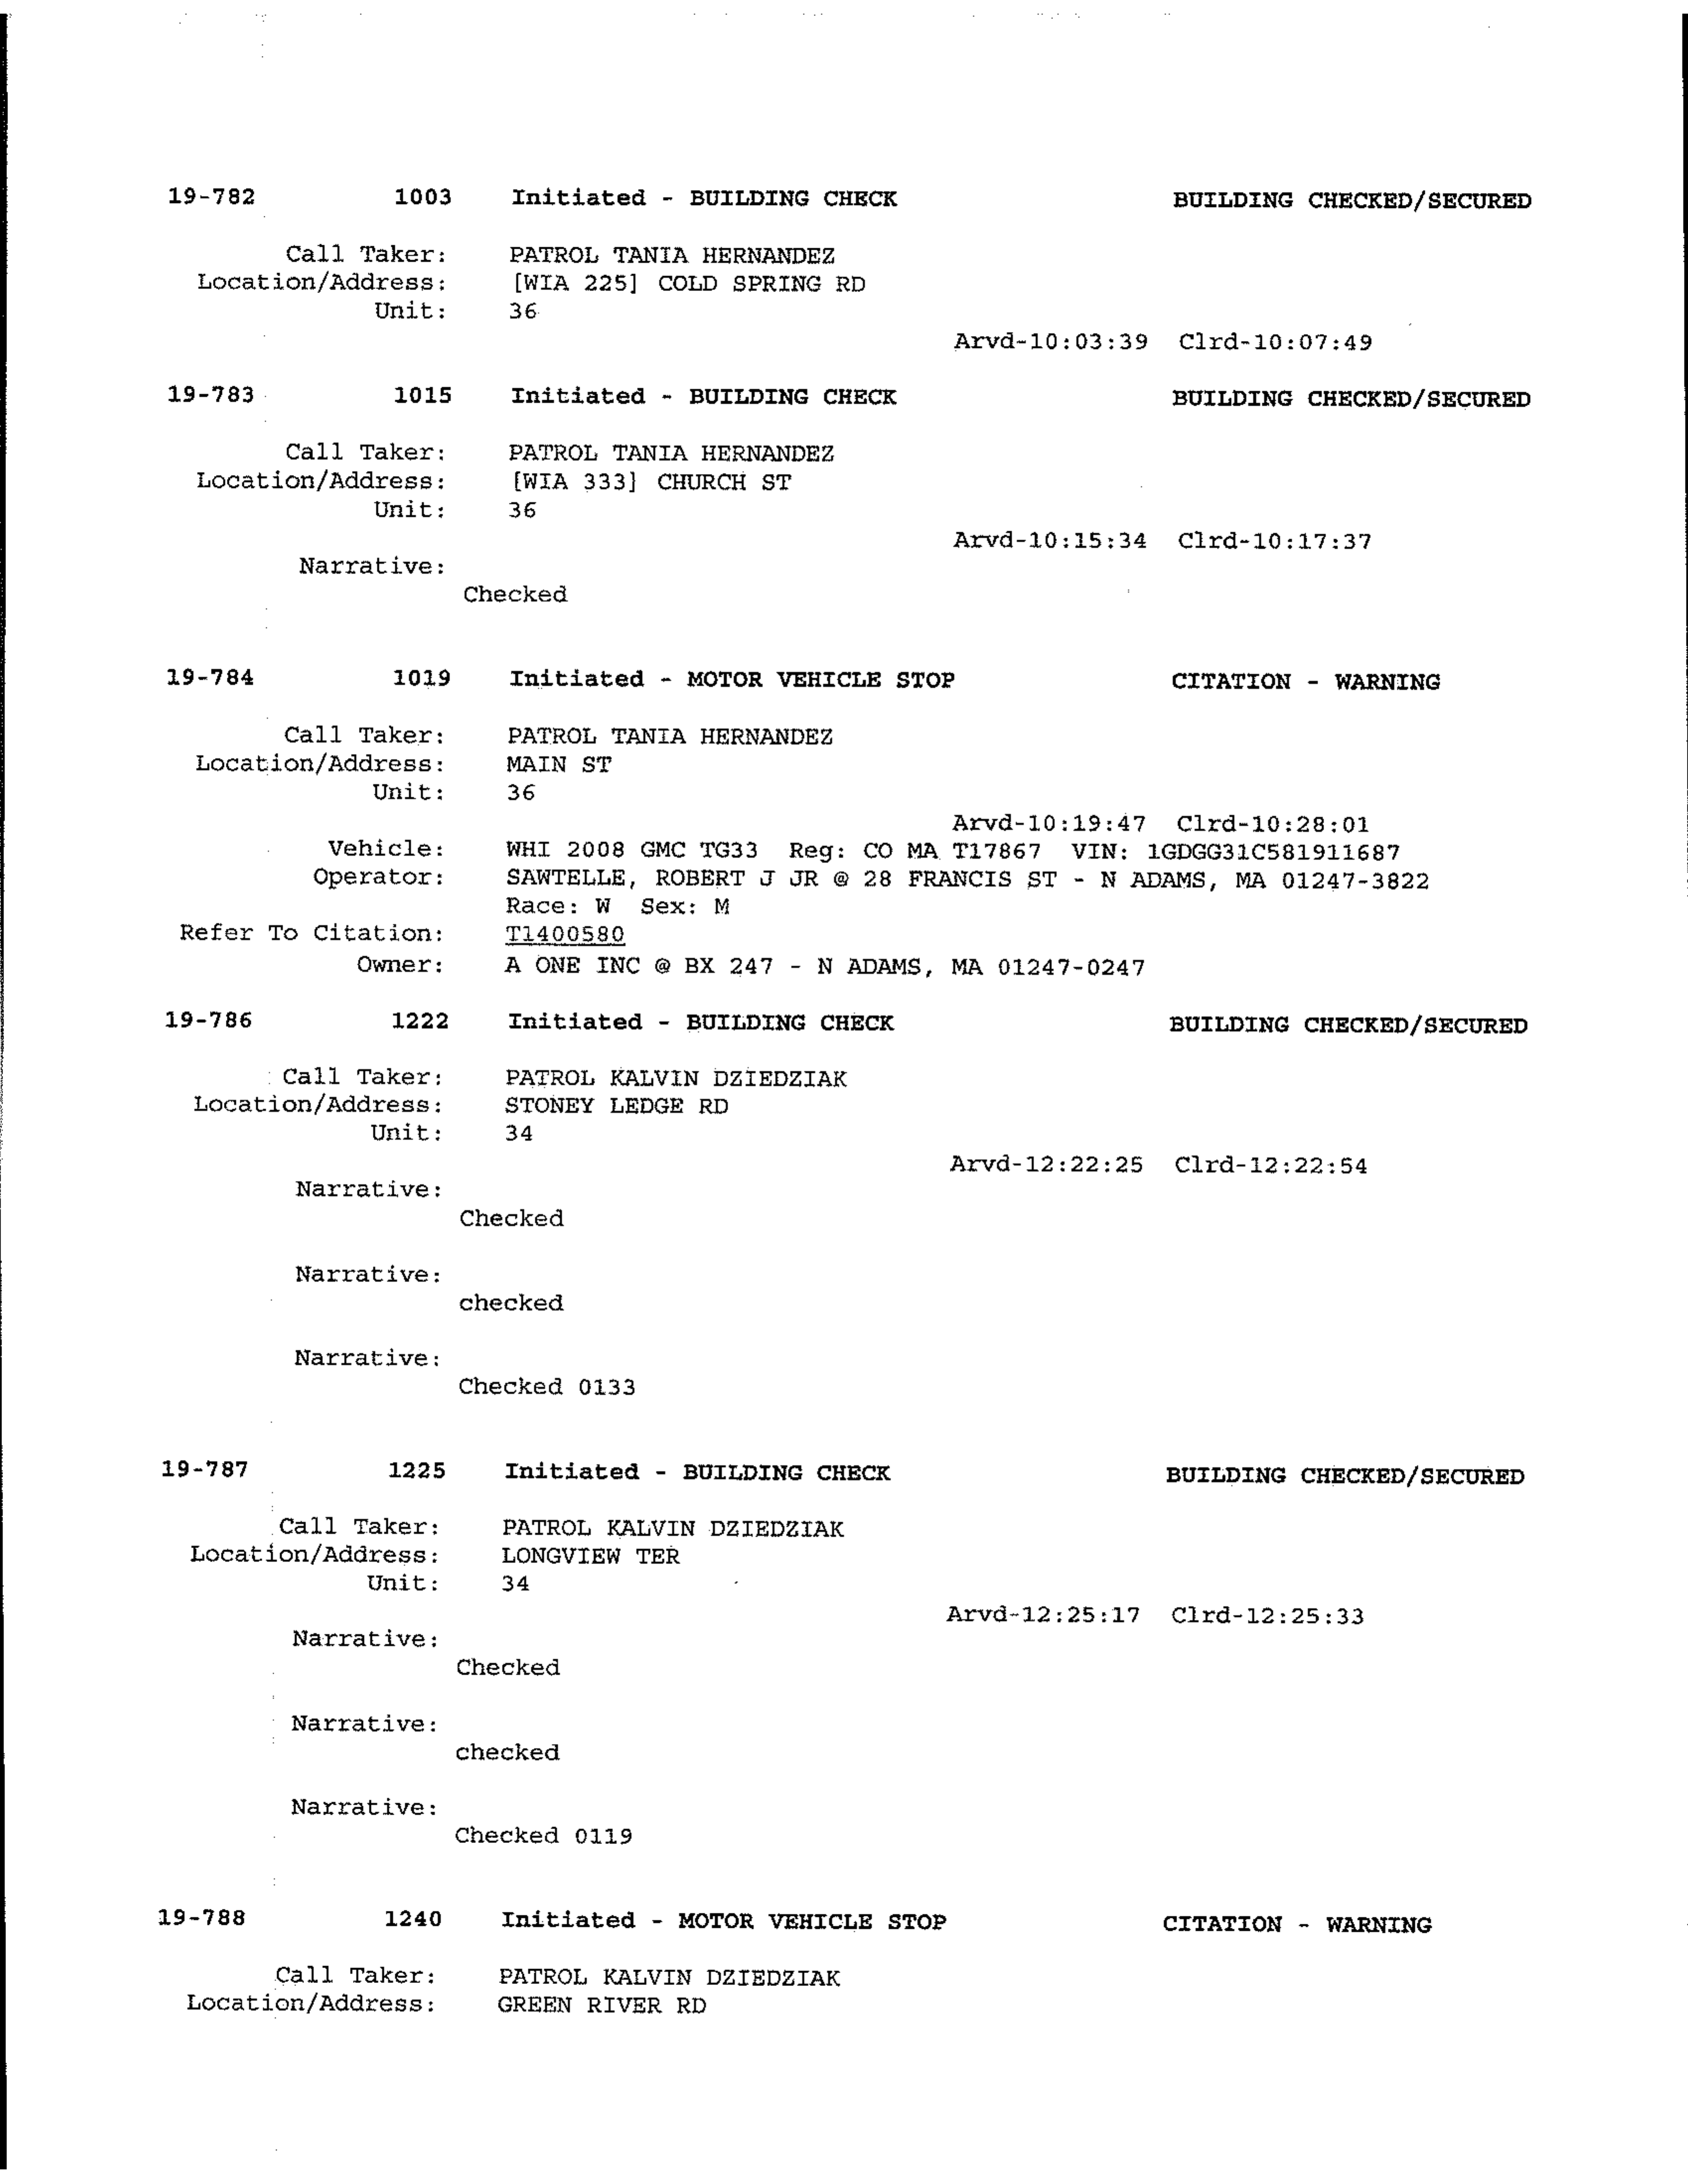 19-782 1003 Initiated - BUILDING CHECK BUILDING CHECKED/SECURED
Call Taker: PATROL TANIA HERNANDEZ
Location/Address: [WIA 225] COLD SPRING RD
Unit: 36
Arvd-10:03:39 Clrd-10:07:49
19-783 1015 Initiated - BUILDING CHECK BUILDING CHECKED/SECURED
Call Taker: PATROL TANIA HERNANDEZ
Location/Address: [WIA 333] CHURCH ST
Unit: 36
Arvd-10:15:34 Clrd-10:17:37
Narrative:
Checked
19-784 1019 Initiated - MOTOR VEHICLE STOP CITATION - WARNING
Call Taker: PATROL TANIA HERNANDEZ
Location/Address: MAIN ST
Unit: 36
Arvd-10:19:47 Clrd-10:28:01
Vehicle: WHI 2008 GMC TG33 Reg: CO MA T17867 VIN: 1GDGG31C581911687
Operator: SAWTELLE, ROBERT J JR @ 28 FRANCIS ST - N ADAMS, MA 01247-3822
Race: W Sex: M
Refer To Citation: T1400580
Owner: A ONE INC @ BX 247 - N ADAMS, MA 01247-0247
19-786 1222 Initiated - BUILDING CHECK BUILDING CHECKED/SECURED
Call Taker: PATROL KALVIN DZIEDZIAK
Location/Address: STONEY LEDGE RD
Unit: 34
Arvd-12:22:25 Clrd-12:22:54
Narrative:
Checked
Narrative:
checked
Narrative:
Checked 0133
19-787 1225 Initiated - BUILDING CHECK BUILDING CHECKED/SECURED
Call Taker: PATROL KALVIN DZIEDZIAK
Location/Address: LONGVIEW TER
Unit: 34
Arvd-12:25:17 Clrd-12:25:33
Narrative:
Checked
Narrative:
checked
Narrative:
Checked 0119
19-788 1240 Initiated - MOTOR VEHICLE STOP CITATION - WARNING
Call Taker: PATROL KALVIN DZIEDZIAK
Location/Address: GREEN RIVER RD